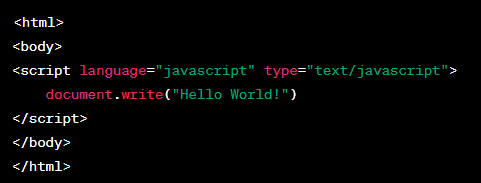 <html>
<body>
<script language="javascript" type="text/javascript">
    document.write("Hello World!")
</script>
</body>
</html>